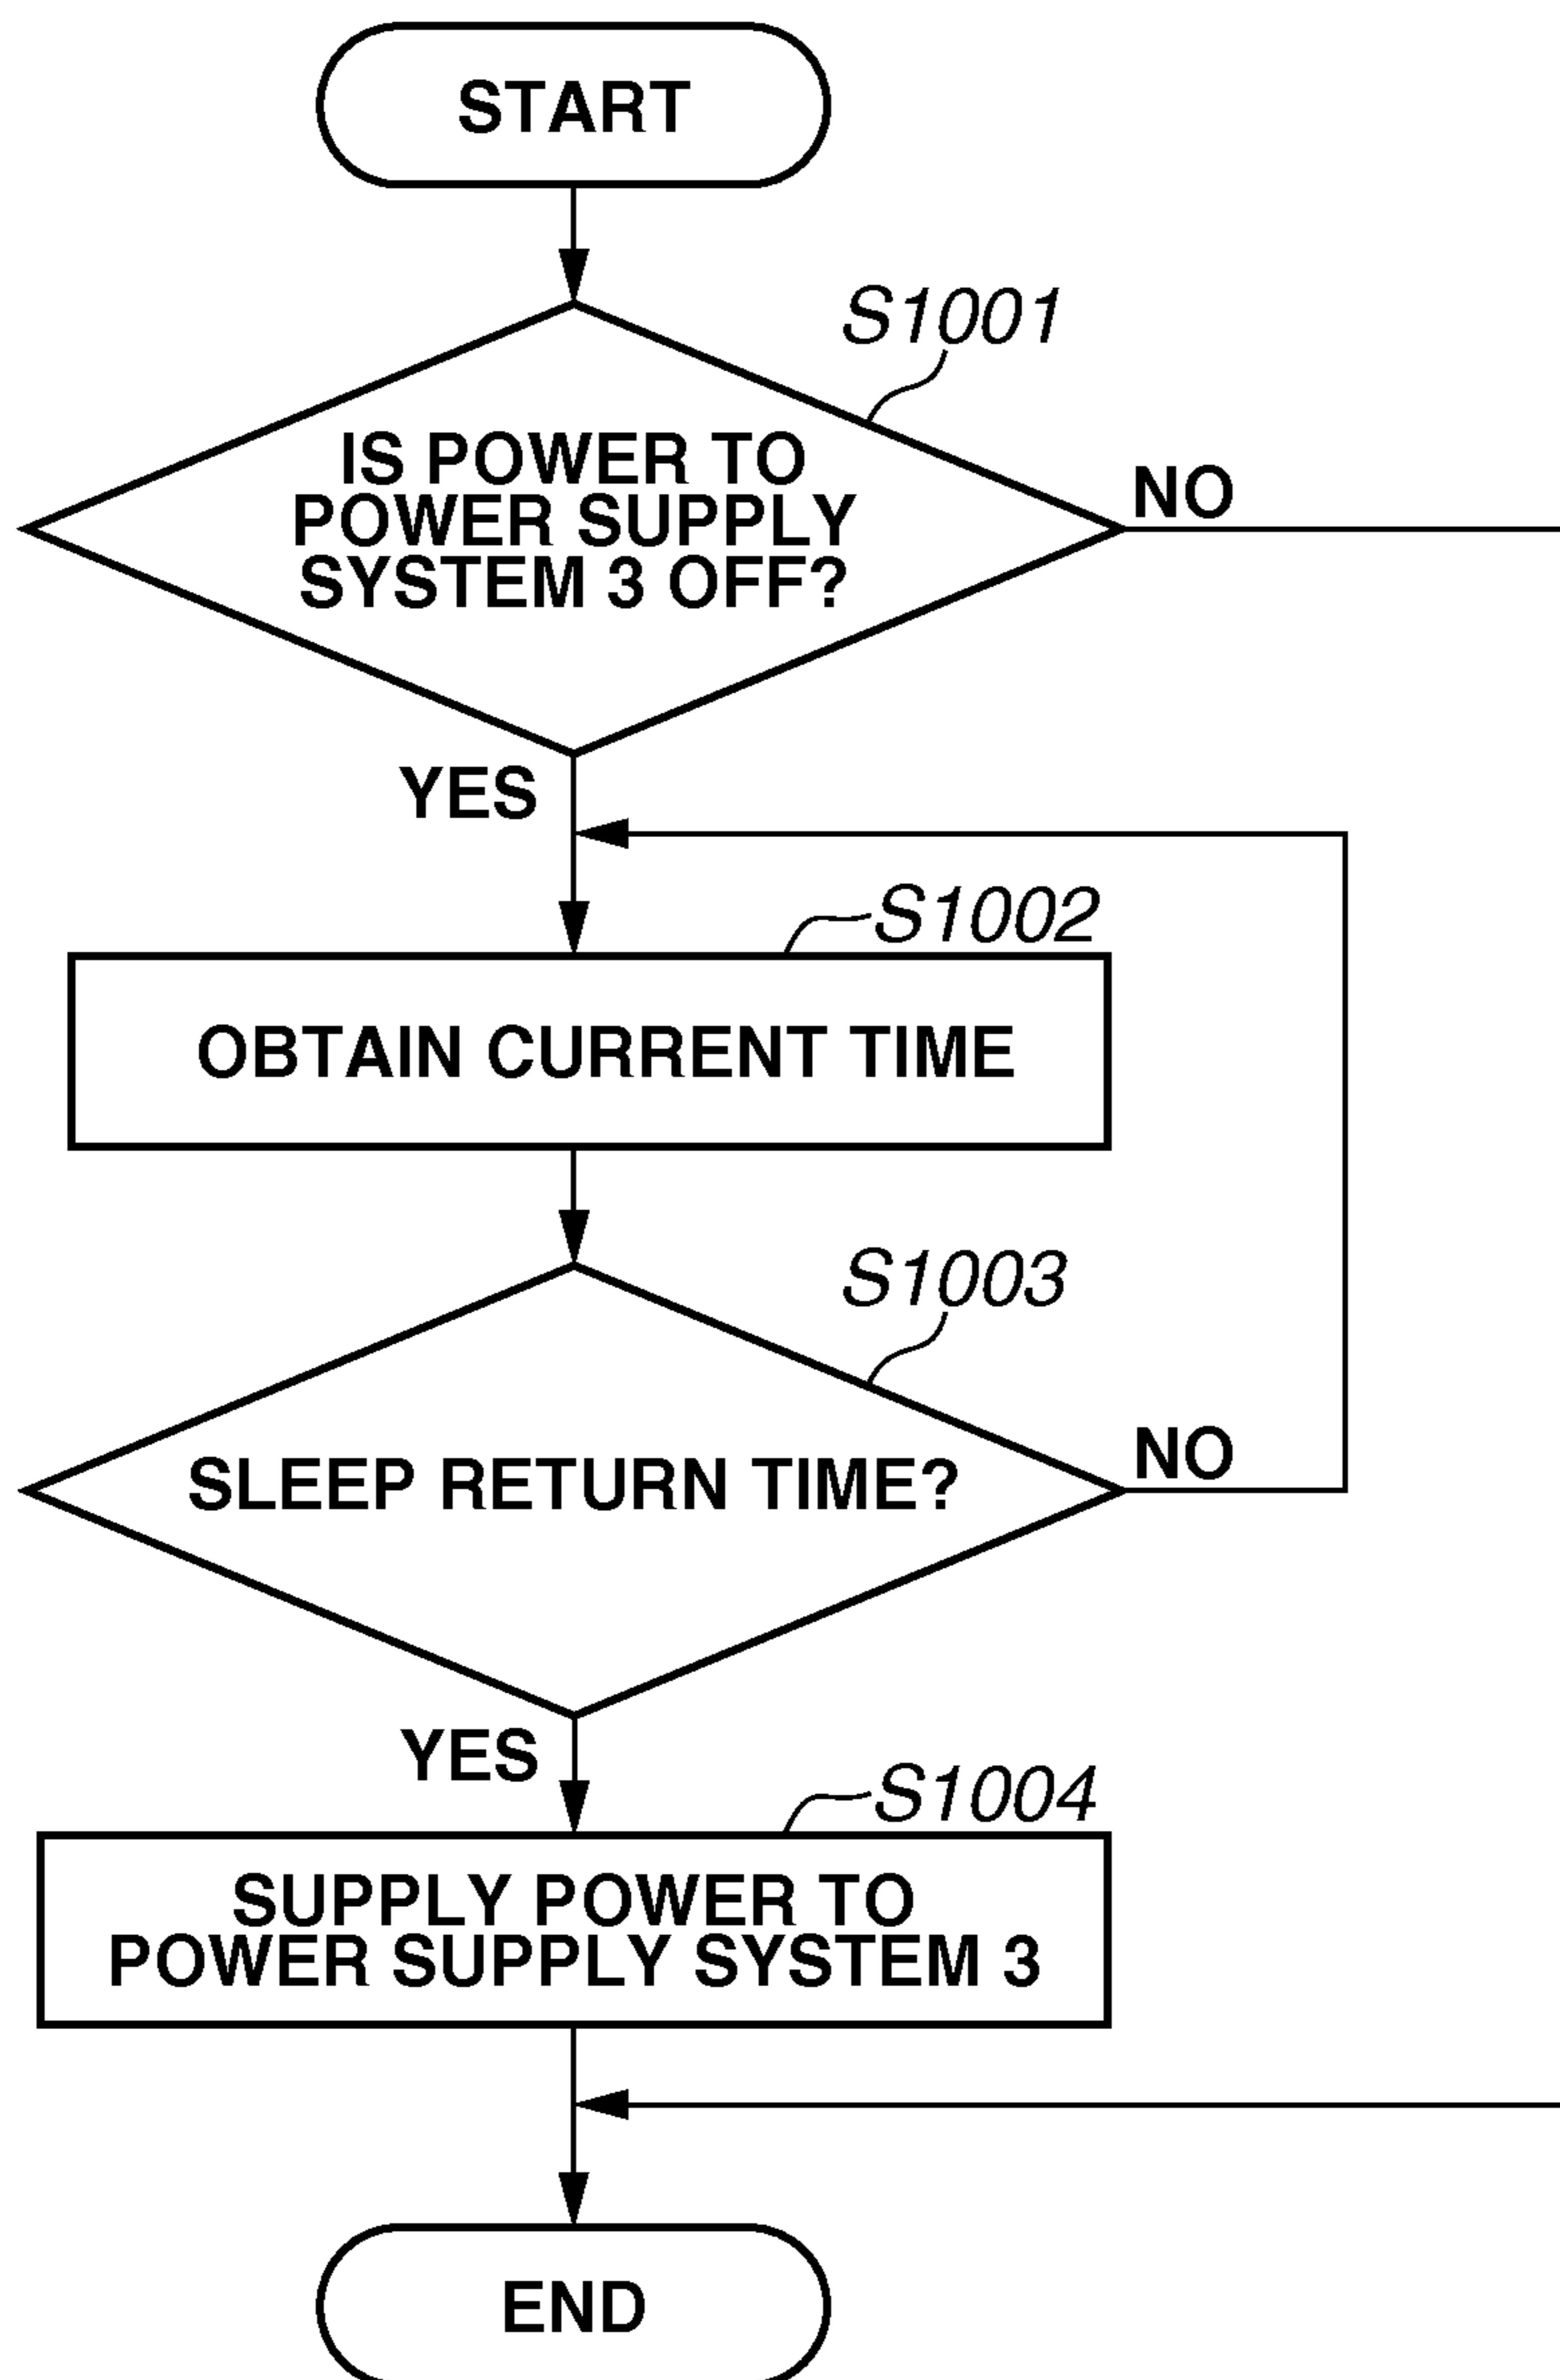 START
S1001
IS POWER TO
POWER SUPPLY
SYSTEM 3 OFF?
NO
YES
S1002
OBTAIN CURRENT TIME
S1003
SLEEP RETURN TIME?
NO
YES
S1004
SUPPLY POWER TO
POWER SUPPLY SYSTEM 3
END